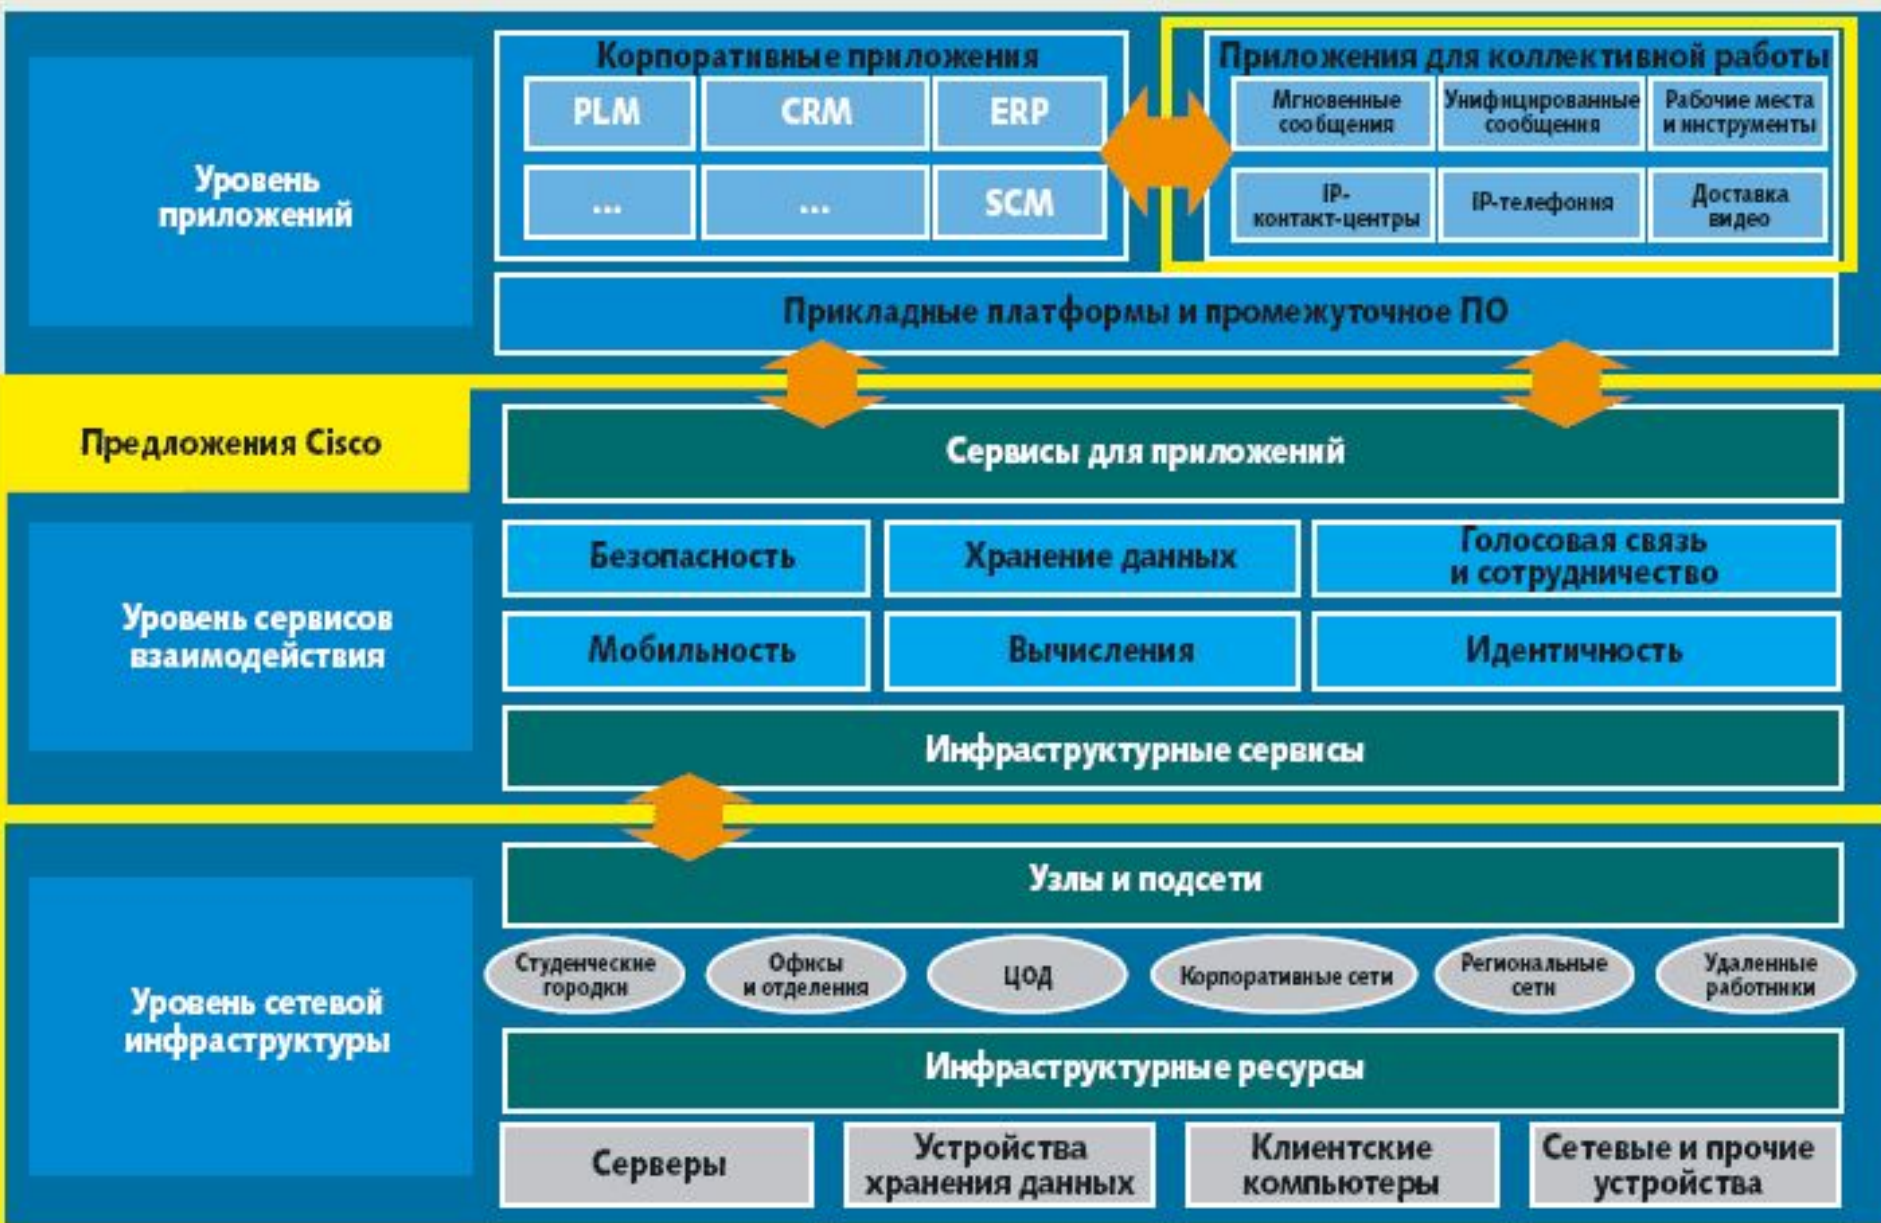 Корпоративные приложения
Приложения для коллективной работы
PLM
CRM
ERP
Мгновенные
сообщения
Унифицированные
сообщения
Рабочие места
и инструменты
Уровень
приложений
...
...
SCM
IP-
контакт-центры
IP-телефония
Доставка
видео
Прикладные платформы и промежуточное ПО
Предложения Cisco
Сервисы для приложений
Безопасность
Хранение данных
Голосовая связь
и сотрудничество
Уровень сервисов
взаимодействия
Мобильность
Вычисления
Идентичность
Инфраструктурные сервисы
Узлы и подсети
Студенческие
городки
Офисы
и отделения
ЦОД
Корпоративные сети
Региональные
сети
Удаленные
работники
Уровень сетевой
инфраструктуры
Инфраструктурные ресурсы
Серверы
Устройства
хранения данных
Клиентские
компьютеры
Сетевые и прочие
устройства